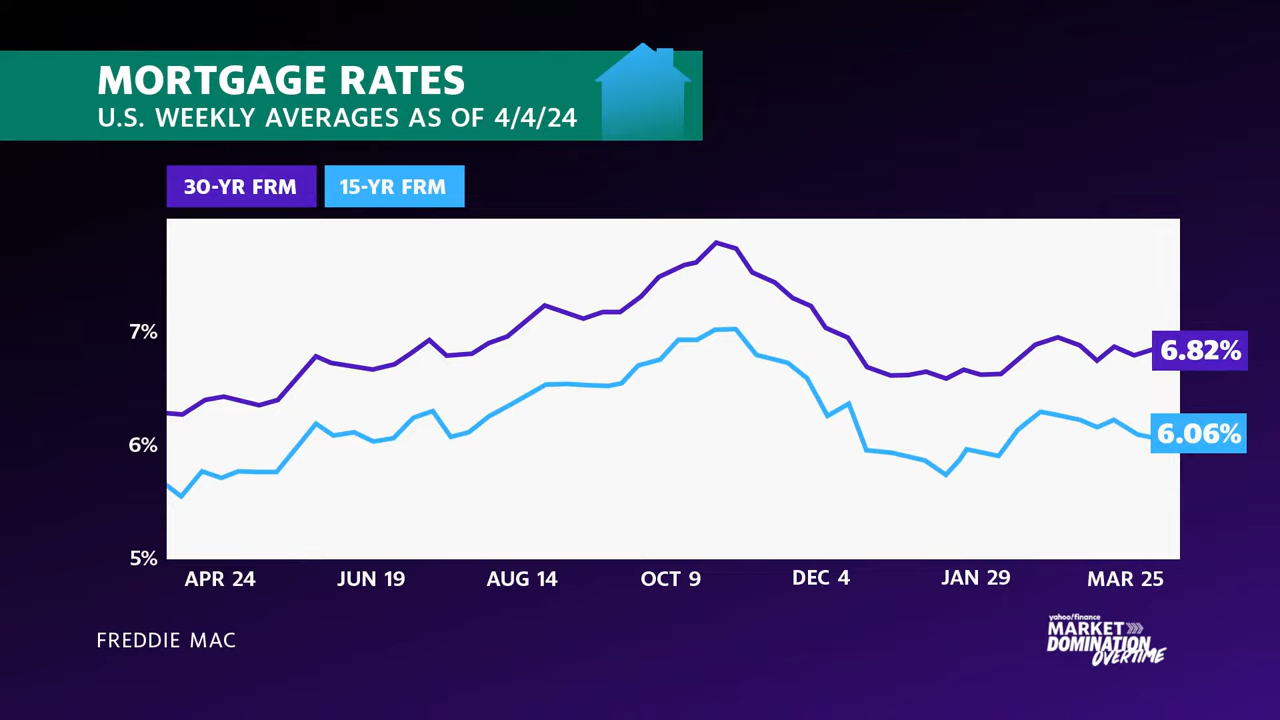 MORTGAGE RATES
U.S. WEEKLY AVERAGES AS OF 4/4/24
30-YR FRM 15-YR FRM
7%
6.82%
6%
6.06%
5%
APR 24 JUN 19 AUG 14 OCT 9 DEC 4 JAN 29 MAR 25
FREDDIE MAC
yahoo!finance
MARKET
DOMINATION
OVERTIME